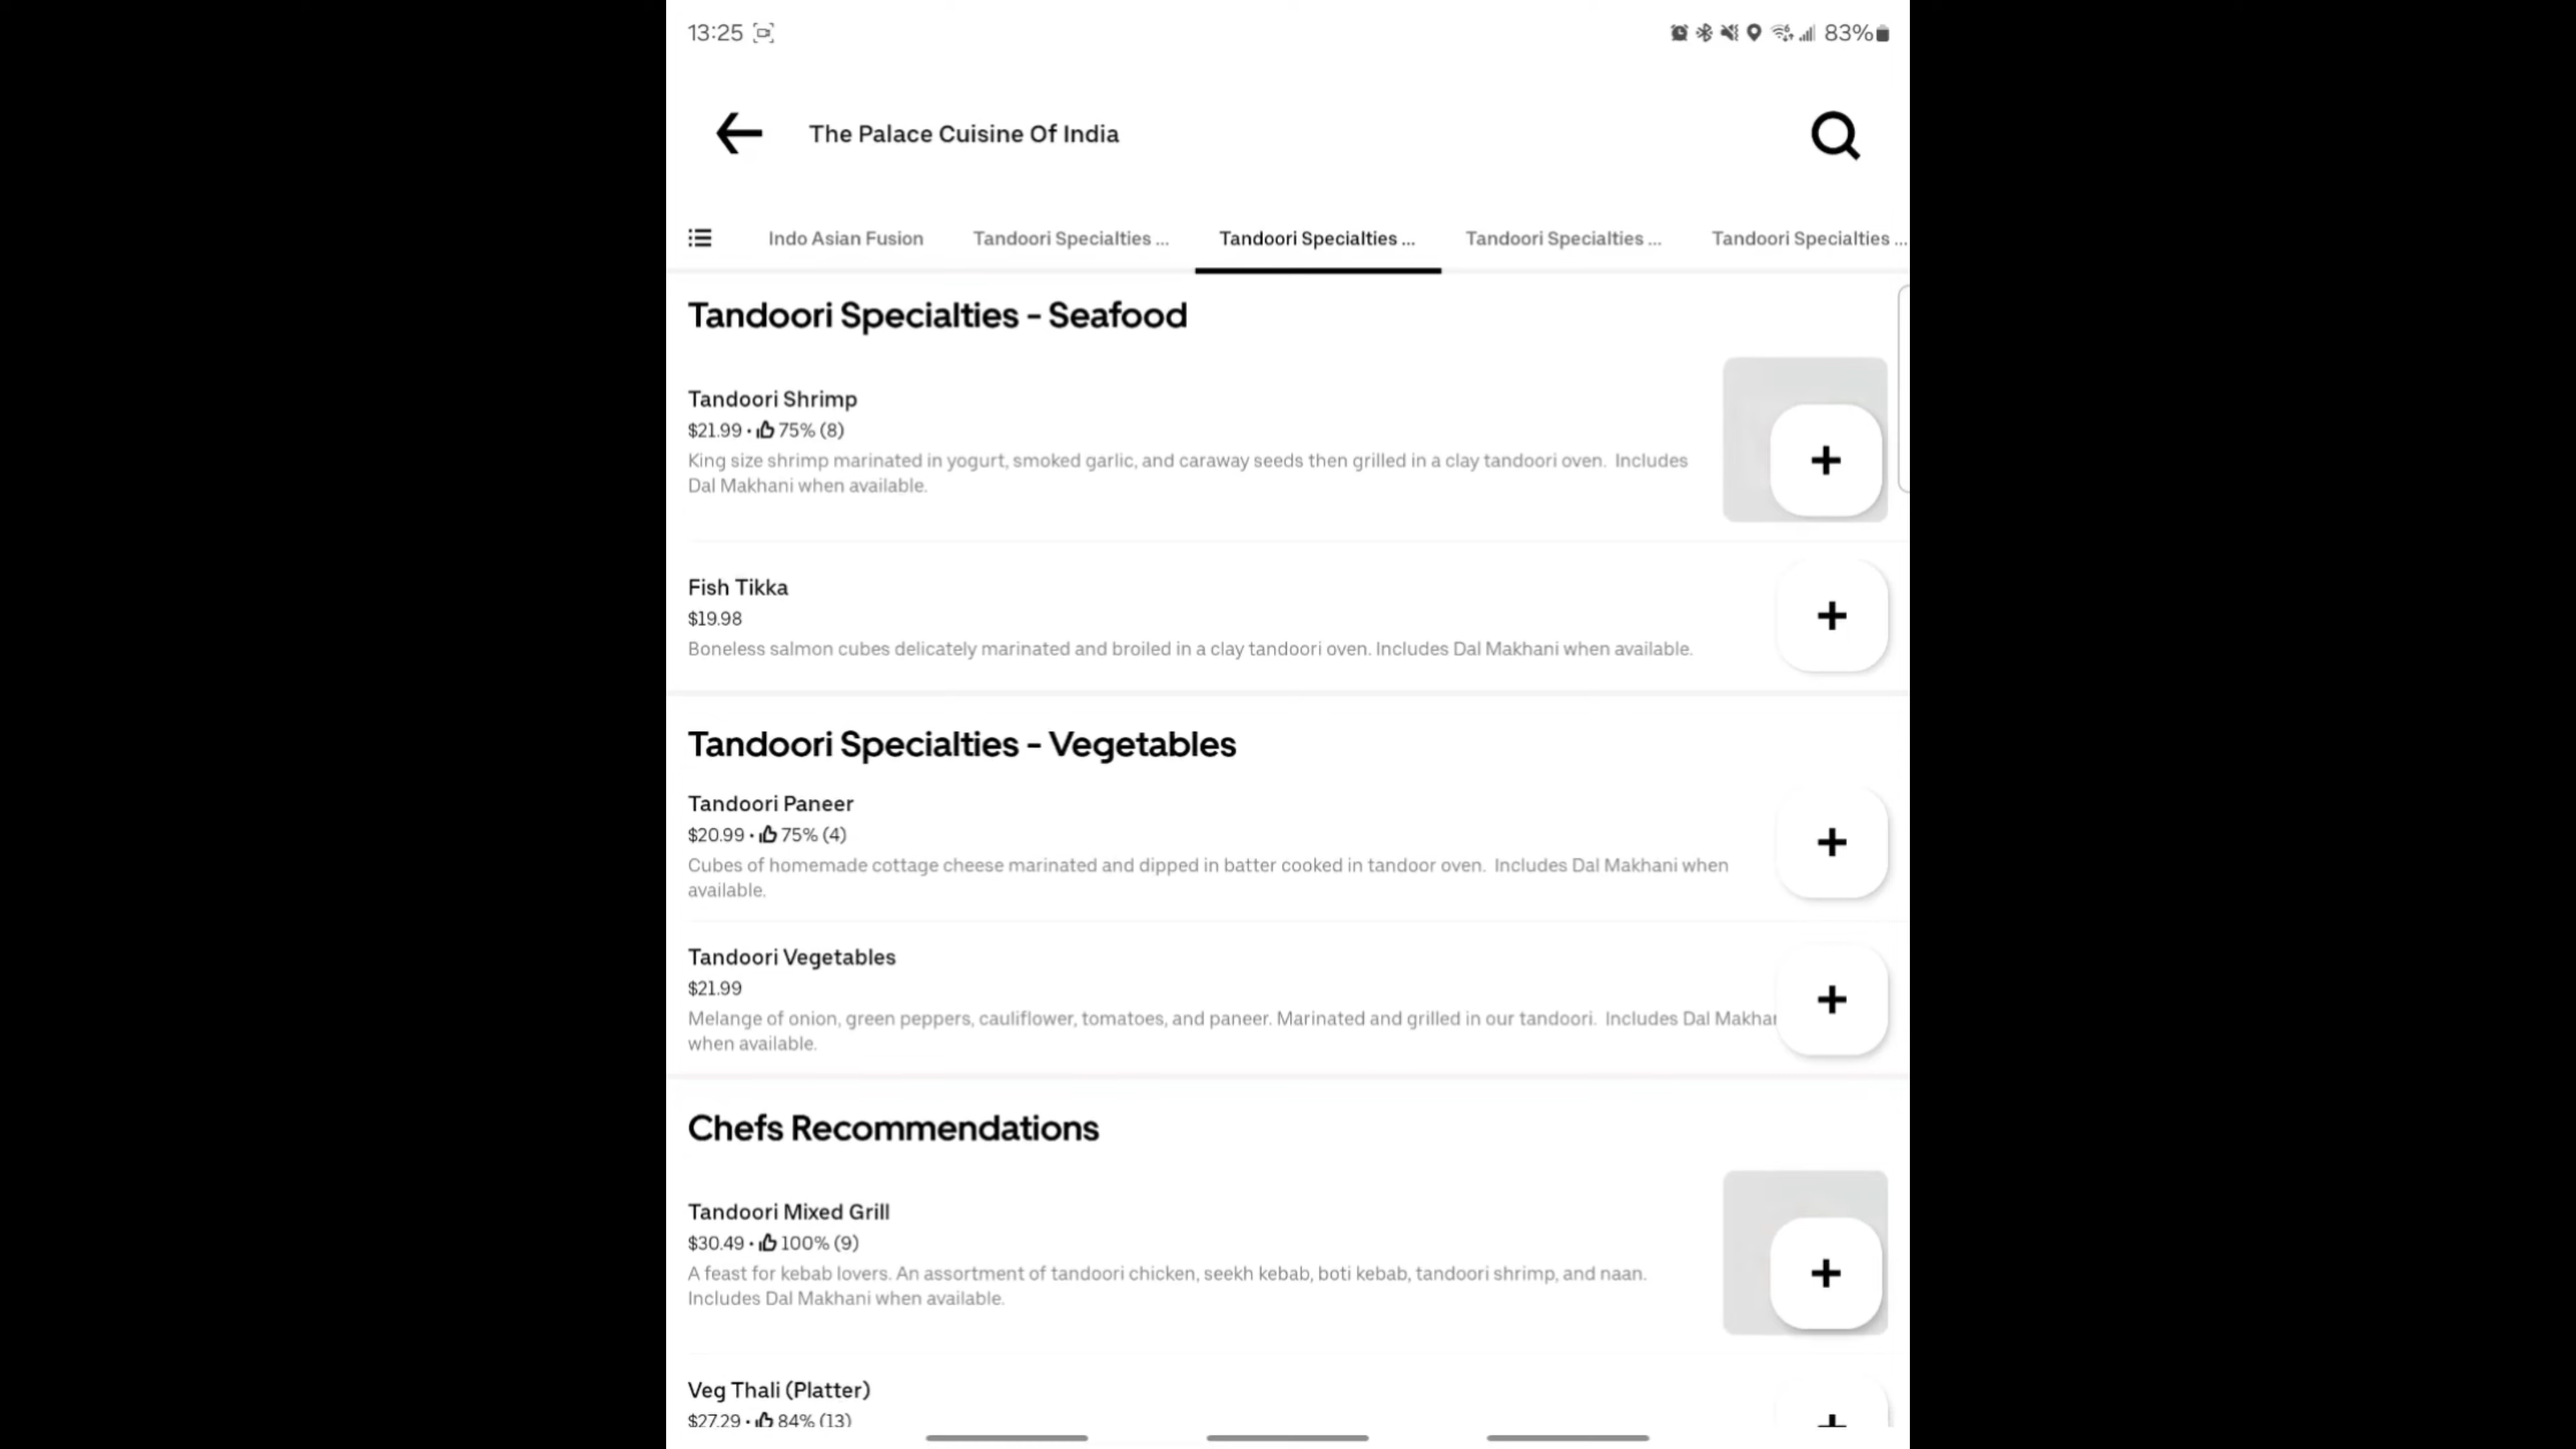 13:25
83%
The Palace Cuisine Of India
Indo Asian Fusion
Tandoori Specialties ...
Tandoori Specialties ...
Tandoori Specialties ...
Tandoori Specialties ...
Tandoori Specialties - Seafood
Tandoori Shrimp
$21.99 • 75% (8)
King size shrimp marinated in yogurt, smoked garlic, and caraway seeds then grilled in a clay tandoori oven. Includes
Dal Makhani when available.
Fish Tikka
$19.98
Boneless salmon cubes delicately marinated and broiled in a clay tandoori oven. Includes Dal Makhani when available.
Tandoori Specialties - Vegetables
Tandoori Paneer
$20.99 • 75% (4)
Cubes of homemade cottage cheese marinated and dipped in batter cooked in tandoor oven. Includes Dal Makhani when
available.
Tandoori Vegetables
$21.99
Melange of onion, green peppers, cauliflower, tomatoes, and paneer. Marinated and grilled in our tandoori. Includes Dal
when available.
Chefs Recommendations
Tandoori Mixed Grill
$30.49 • 100% (9)
A feast for kebab lovers. An assortment of tandoori chicken, seekh kebab, boti kebab, tandoori shrimp, and naan.
Includes Dal Makhani when available.
Veg Thali (Platter)
$27.29 • 84% (13)